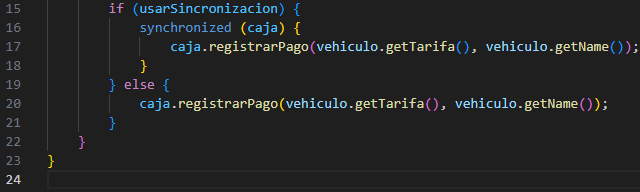 15 if (usarSincronizacion) {
16 synchronized (caja) {
17 caja.registrarPago(vehiculo.getTarifa(), vehiculo.getName());
18 }
19 } else {
20 caja.registrarPago(vehiculo.getTarifa(), vehiculo.getName());
21 }
22 }
23 }
24